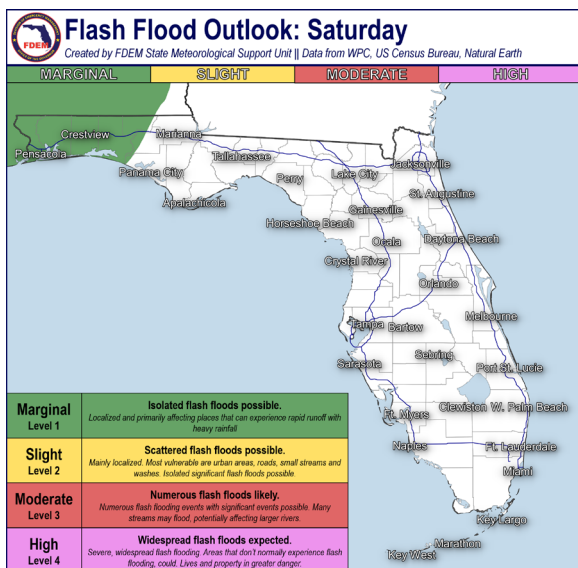 Flash Flood Outlook: Saturday
Created by FDEM State Meteorological Support Unit || Data from WPC, US Census Bureau, Natural Earth
FDEM
MARGINAL SLIGHT MODERATE HIGH
Crestview
Marianna
Pensacola
Tallahassee
Jacksonville
Panama City
Perry
Lake City
St. Augustine
Apalachicola
Gainesville
Horseshoe Beach
Ocala
Daytona Beach
Crystal River
Orlando
Melbourne
Tampa
Bartow
Sebring
Sarasota
Port St. Lucie
Ft. Myers
Clewiston
W. Palm Beach
Naples
Ft. Lauderdale
Miami
Key Largo
Marathon
Key West
Marginal
Level 1
Isolated flash floods possible.
Localized and primarily affecting places that can experience rapid runoff with
heavy rainfall
Slight
Level 2
Scattered flash floods possible.
Mainly localized. Most vulnerable are urban areas, roads, small streams and
washes. Isolated significant flash floods possible.
Moderate
Level 3
Numerous flash floods likely.
Numerous flash flooding events with significant events possible. Many
streams may flood, potentially affecting larger rivers.
High
Level 4
Widespread flash floods expected.
Severe, widespread flash flooding. Areas that don't normally experience flash
flooding, could. Lives and property in greater danger.